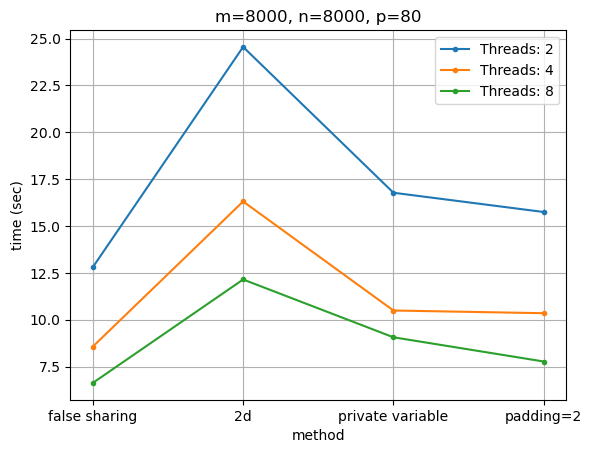 m=8000, n=8000, p=80
Threads: 2
Threads: 4
Threads: 8
25.0
22.5
20.0
17.5
15.0
12.5
10.0
7.5
time (sec)
false sharing 2d private variable padding=2
method